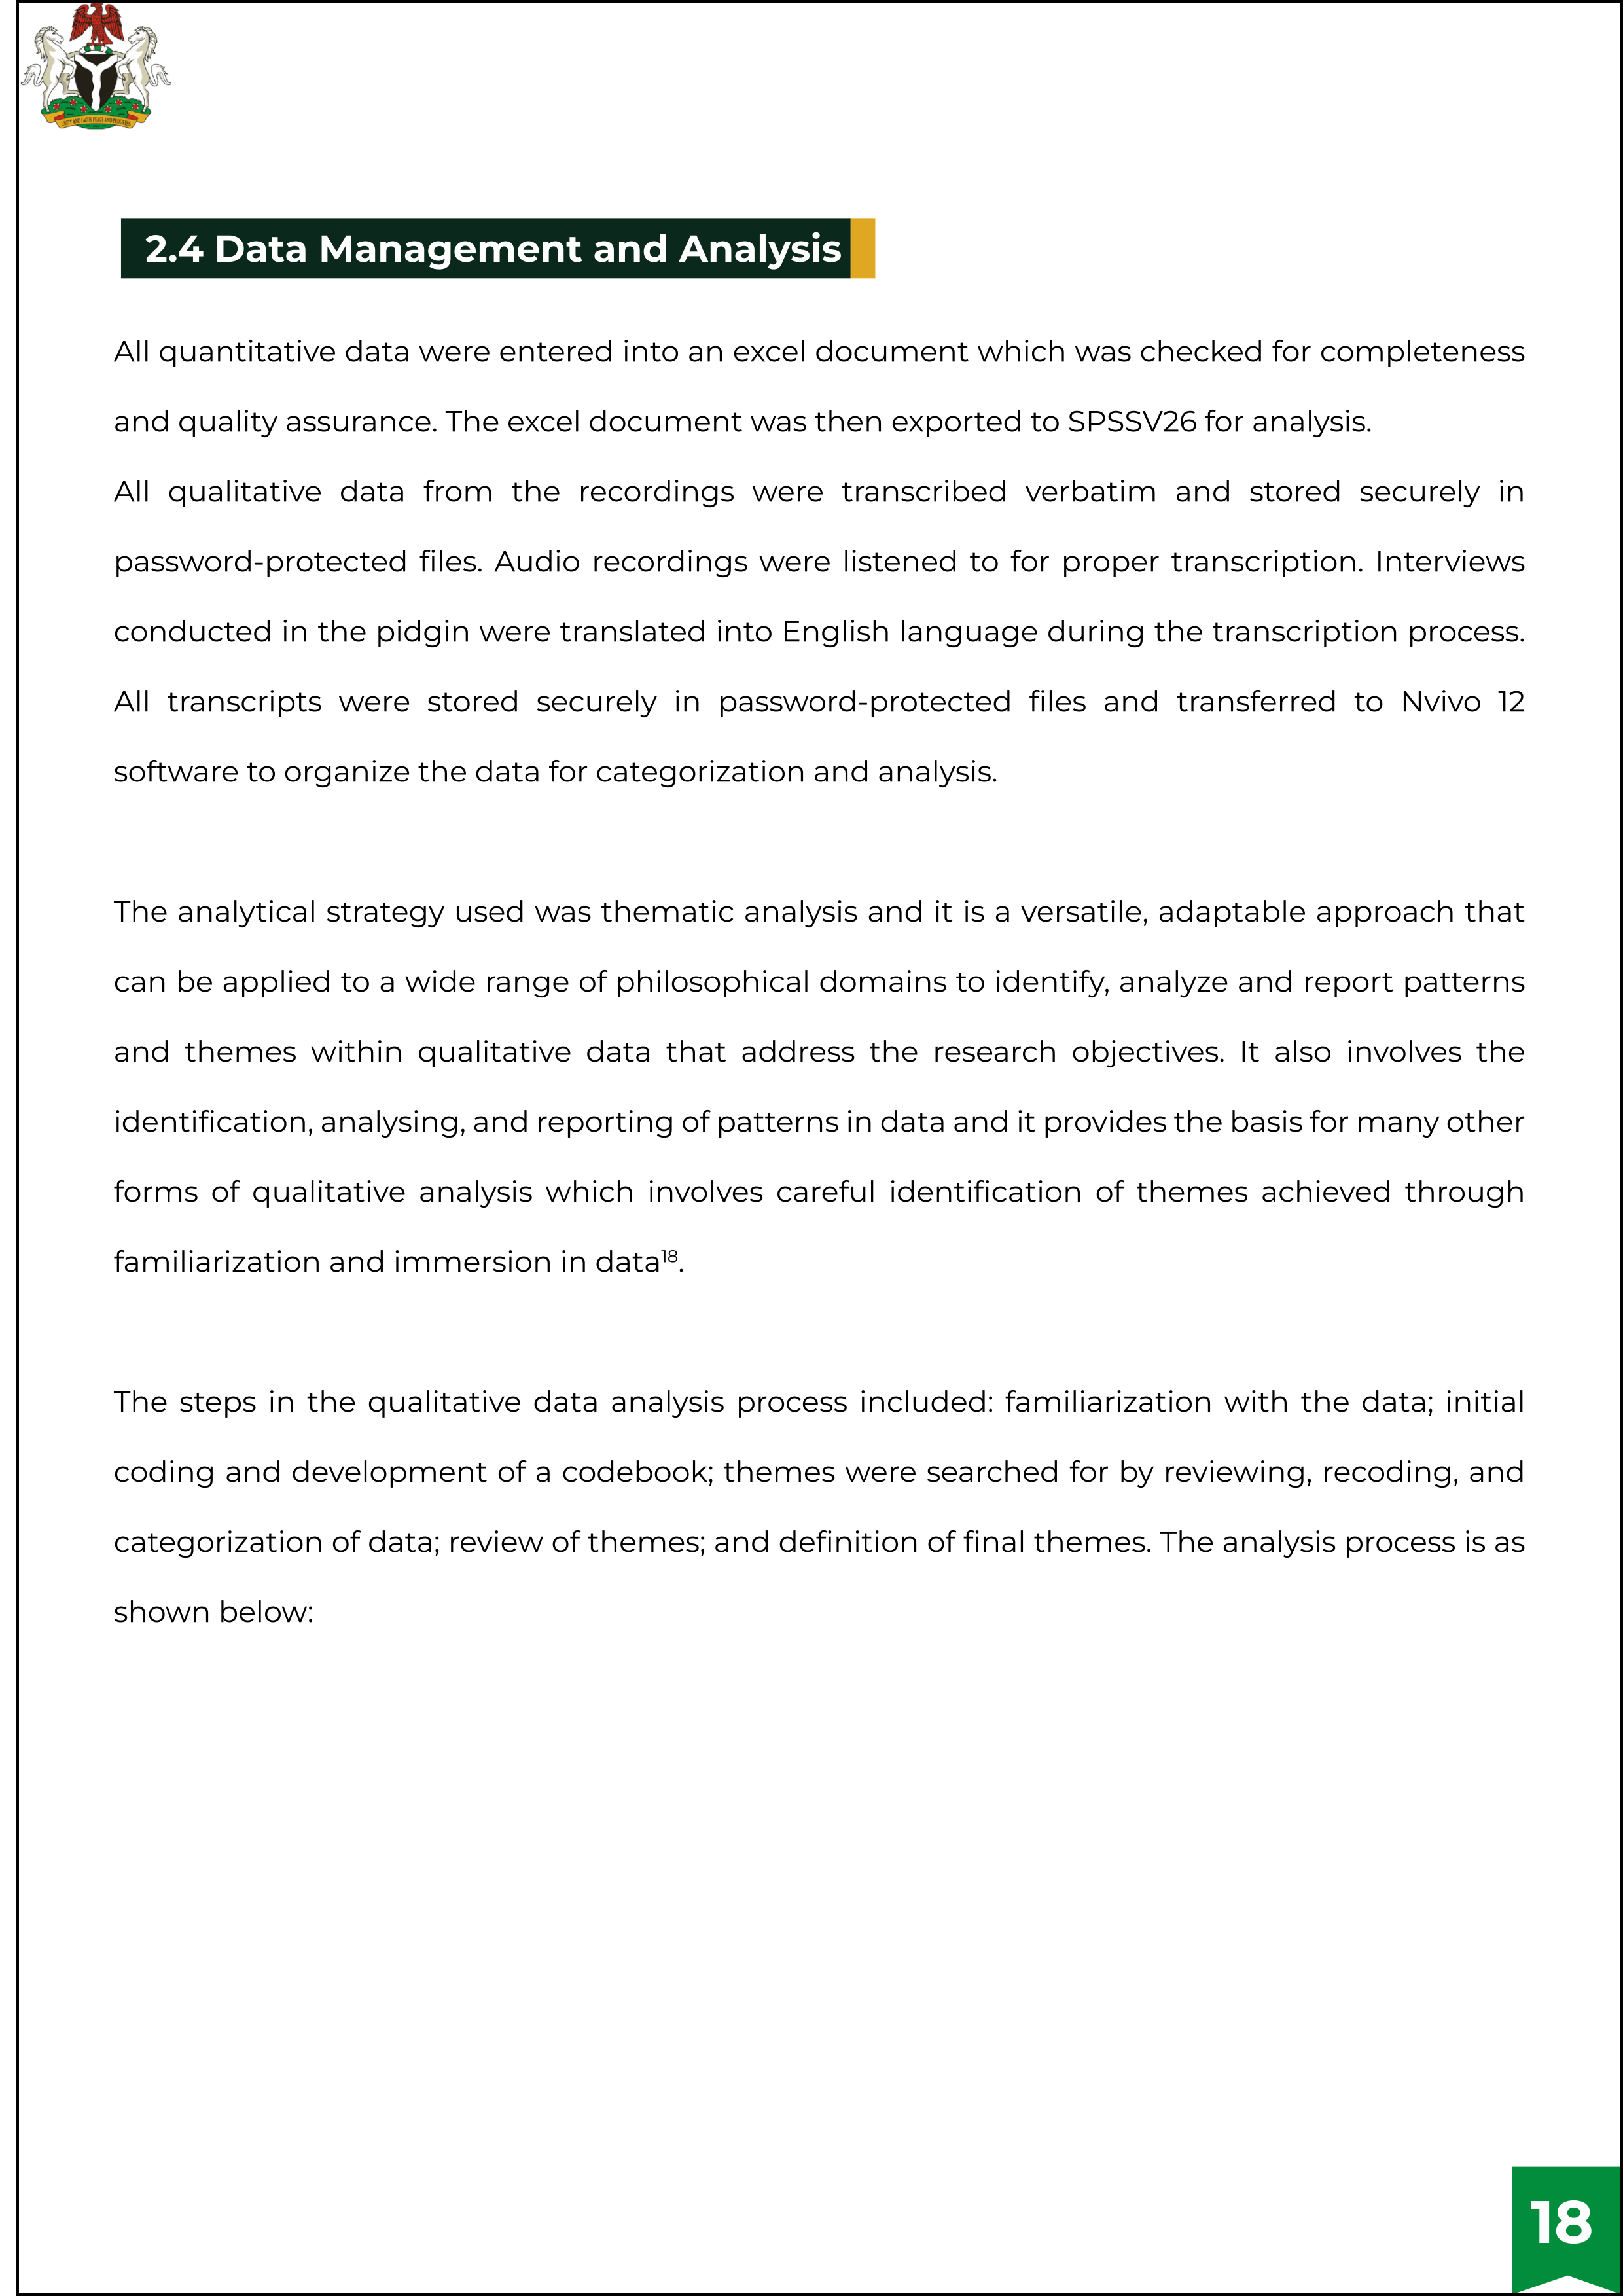 UNITY AND FAITH, PEACE AND PROGRESS
2.4 Data Management and Analysis
All quantitative data were entered into an excel document which was checked for completeness
and quality assurance. The excel document was then exported to SPSSV26 for analysis.
All qualitative data from the recordings were transcribed verbatim and stored securely in
password-protected files. Audio recordings were listened to for proper transcription. Interviews
conducted in the pidgin were translated into English language during the transcription process.
All transcripts were stored securely in password-protected files and transferred to Nvivo 12
software to organize the data for categorization and analysis.
The analytical strategy used was thematic analysis and it is a versatile, adaptable approach that
can be applied to a wide range of philosophical domains to identify, analyze and report patterns
and themes within qualitative data that address the research objectives. It also involves the
identification, analysing, and reporting of patterns in data and it provides the basis for many other
forms of qualitative analysis which involves careful identification of themes achieved through
familiarization and immersion in data¹⁸.
The steps in the qualitative data analysis process included: familiarization with the data; initial
coding and development of a codebook; themes were searched for by reviewing, recoding, and
categorization of data; review of themes; and definition of final themes. The analysis process is as
shown below:
18